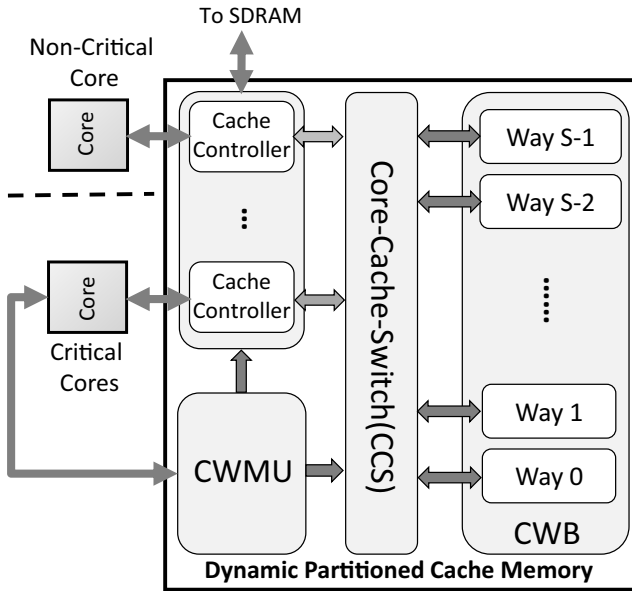 To SDRAM
Non-Critical
Core
Core
Cache
Controller
...
Cache
Controller
Core
Critical
Cores
CWMU
Core-Cache-Switch(CCS)
Way S-1
Way S-2
......
Way 1
Way 0
CWB
Dynamic Partitioned Cache Memory